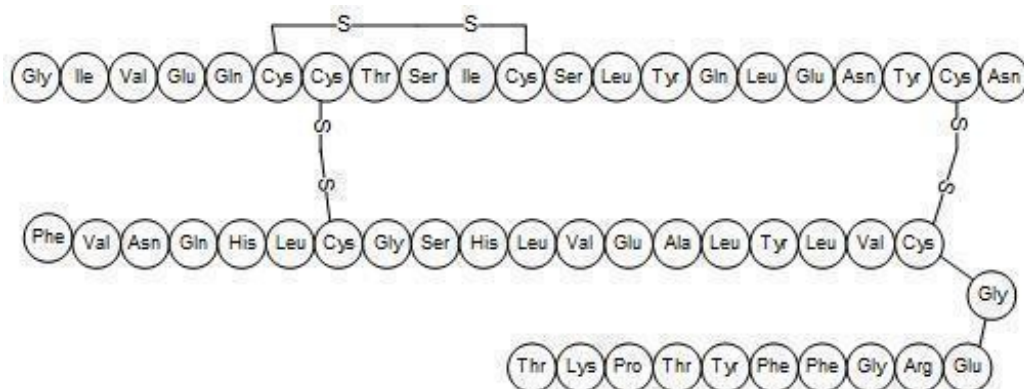 S S
Gly Ile Val Glu Gln Cys Cys Thr Ser Ile Cys Ser Leu Tyr Gln Leu Glu Asn Tyr Cys Asn
S S
S S
Phe Val Asn Gln His Leu Cys Gly Ser His Leu Val Glu Ala Leu Tyr Leu Val Cys
Gly
Thr Lys Pro Thr Tyr Phe Phe Gly Arg Glu